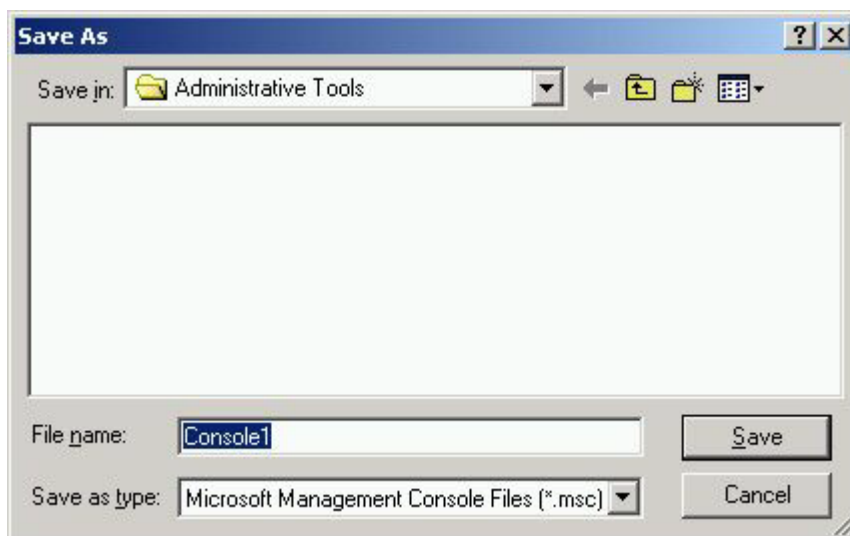 Save As
Save in: Administrative Tools
File name: Console1 Save
Save as type: Microsoft Management Console Files (*.msc) Cancel